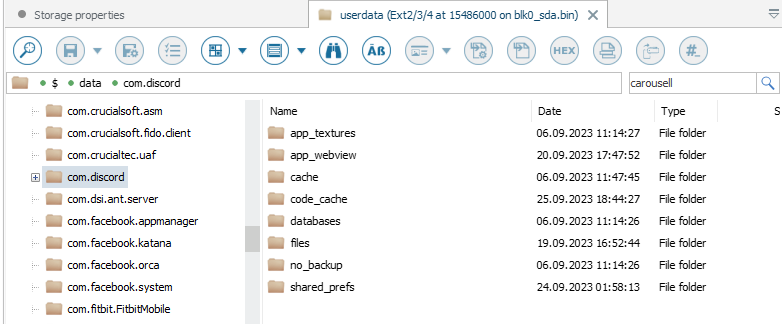 Storage properties
userdata (Ext2/3/4 at 15486000 on blk0_sda.bin)
HEX
$ data com.discord
carousell
com.crucialsoft.asm
com.crucialsoft.fido.client
com.crucialtec.uaf
com.discord
com.dsi.ant.server
com.facebook.appmanager
com.facebook.katana
com.facebook.orca
com.facebook.system
com.fitbit.FitbitMobile
Name Date Type S
app_textures 06.09.2023 11:14:27 File folder
app_webview 20.09.2023 17:47:52 File folder
cache 06.09.2023 11:47:45 File folder
code_cache 25.09.2023 18:44:27 File folder
databases 06.09.2023 11:14:26 File folder
files 19.09.2023 16:52:44 File folder
no_backup 06.09.2023 11:14:26 File folder
shared_prefs 24.09.2023 01:58:13 File folder